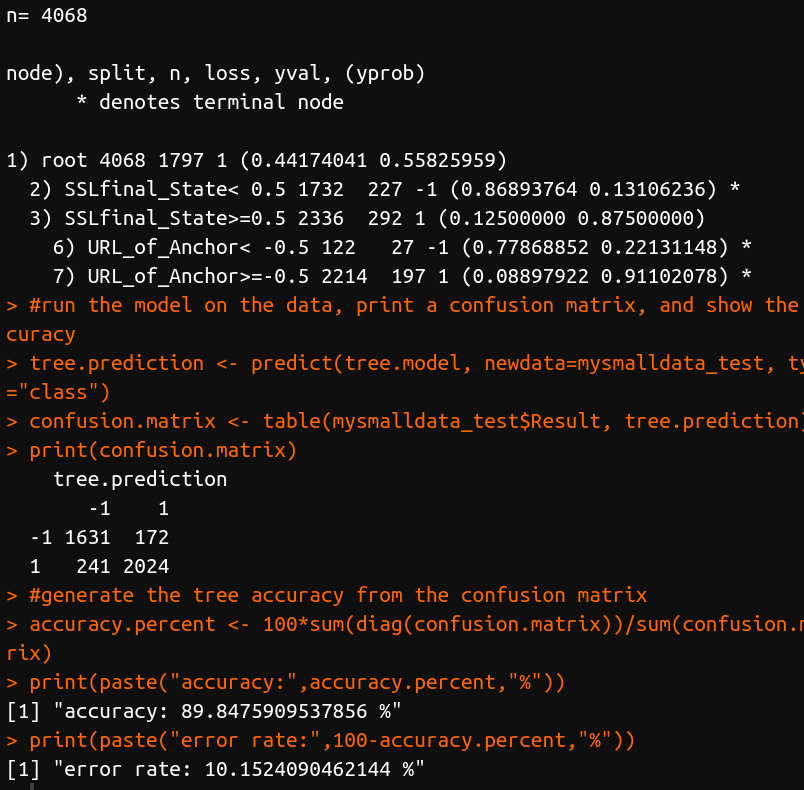 n= 4068
node), split, n, loss, yval, (yprob)
* denotes terminal node
1) root 4068 1797 1 (0.44174041 0.55825959)
2) SSLfinal_State< 0.5 1732 227 -1 (0.86893764 0.13106236) *
3) SSLfinal_State>=0.5 2336 292 1 (0.12500000 0.87500000)
6) URL_of_Anchor< -0.5 122 27 -1 (0.77868852 0.22131148) *
7) URL_of_Anchor>=-0.5 2214 197 1 (0.08897922 0.91102078) *
> #run the model on the data, print a confusion matrix, and show the
curacy
> tree.prediction <- predict(tree.model, newdata=mysmalldata_test, ty
="class")
> confusion.matrix <- table(mysmalldata_test$Result, tree.prediction)
> print(confusion.matrix)
tree.prediction
-1 1
-1 1631 172
1 241 2024
> #generate the tree accuracy from the confusion matrix
> accuracy.percent <- 100*sum(diag(confusion.matrix))/sum(confusion.m
rix)
> print(paste("accuracy:",accuracy.percent,"%"))
[1] "accuracy: 89.8475909537856 %"
> print(paste("error rate:",100-accuracy.percent,"%"))
[1] "error rate: 10.1524090462144 %"